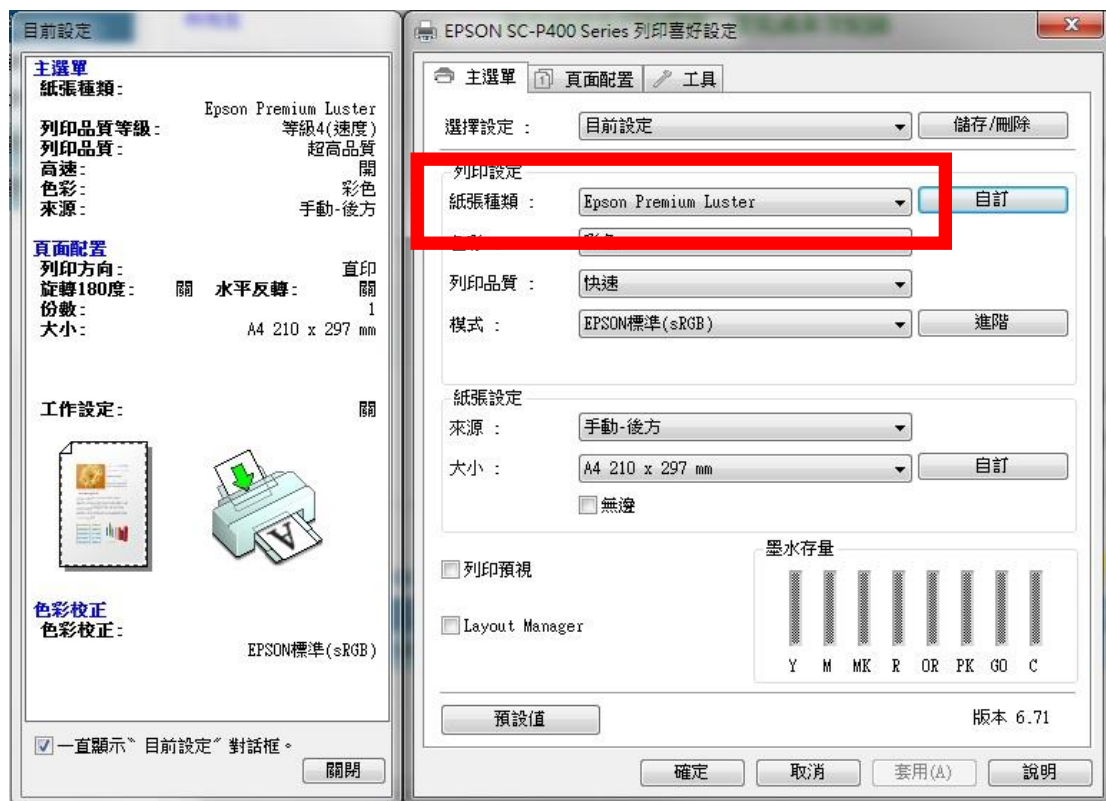 目前設定
主選單
紙張種類:
Epson Premium Luster
列印品質等級: 等級4(速度)
列印品質: 超高品質
高速: 開
色彩: 彩色
來源: 手動-後方
頁面配置
列印方向: 直印
旋轉180度: 關 水平反轉: 關
份數: 1
大小: A4 210 x 297 mm
工作設定: 關
色彩校正
色彩校正:
EPSON標準(sRGB)
一直顯示〝目前設定〞對話框。
關閉
EPSON SC-P400 Series 列印喜好設定
主選單 頁面配置 工具
選擇設定 : 目前設定 儲存/刪除
列印設定
紙張種類 : Epson Premium Luster 自訂
列印品質 : 快速
模式 : EPSON標準(sRGB) 進階
紙張設定
來源 : 手動-後方
大小 : A4 210 x 297 mm 自訂
無邊
列印預視
Layout Manager
墨水存量
Y M MK R OR PK GO C
預設值 版本 6.71
確定 取消 套用(A) 說明